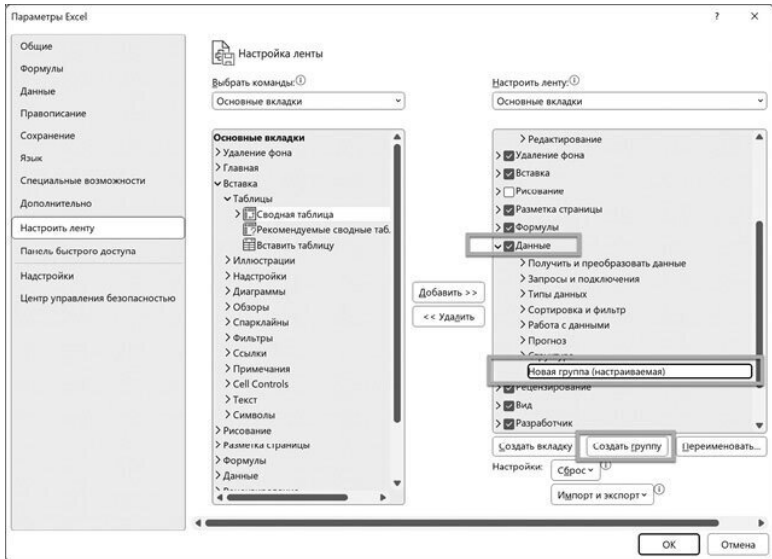 Параметры Excel
? ×
Общие
Формулы
Данные
Правописание
Сохранение
Язык
Специальные возможности
Дополнительно
Настроить ленту
Панель быстрого доступа
Надстройки
Центр управления безопасностью
Настройка ленты
Выбрать команды:
Основные вкладки
Основные вкладки
Удаление фона
Главная
Вставка
Таблицы
Сводная таблица
Рекомендуемые сводные таб.
Вставить таблицу
Иллюстрации
Надстройки
Диаграммы
Обзоры
Спарклайны
Фильтры
Ссылки
Примечания
Cell Controls
Текст
Символы
Рисование
Разметка страницы
Формулы
Данные
Рецензирование
Добавить >>
<< Удалить
Настроить ленту:
Основные вкладки
Редактирование
Удаление фона
Вставка
Рисование
Разметка страницы
Формулы
Данные
Получить и преобразовать данные
Запросы и подключения
Типы данных
Сортировка и фильтр
Работа с данными
Прогноз
Структура
Новая группа (настраиваемая)
Рецензирование
Вид
Разработчик
Создать вкладку
Создать группу
Переименовать...
Настройки:
Сброс
Импорт и экспорт
ОК
Отмена